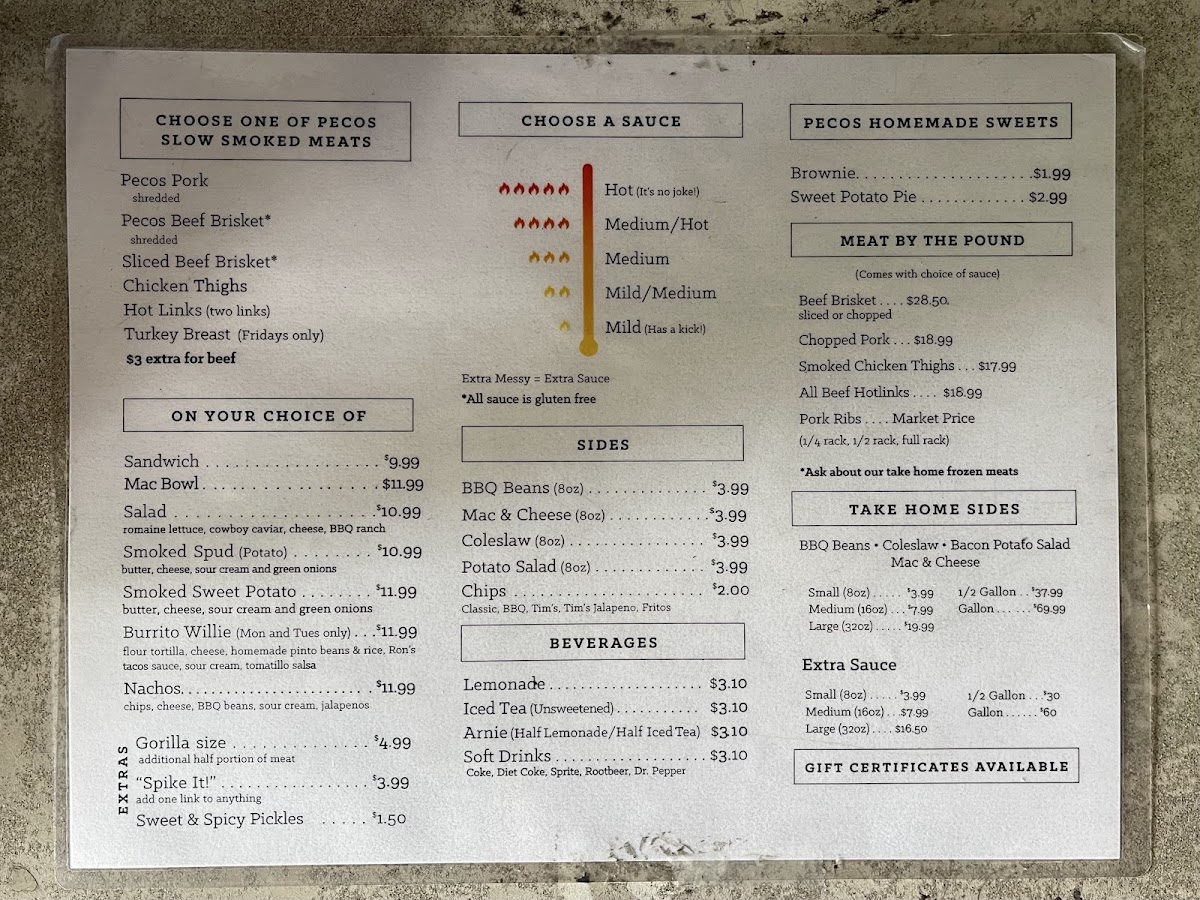 CHOOSE ONE OF PECOS
SLOW SMOKED MEATS
Pecos Pork
shredded
Pecos Beef Brisket*
shredded
Sliced Beef Brisket*
Chicken Thighs
Hot Links (two links)
Turkey Breast (Fridays only)
$3 extra for beef
ON YOUR CHOICE OF
Sandwich . . . . . . . . . . . . . . . . . . . $9.99
Mac Bowl . . . . . . . . . . . . . . . . . . $11.99
Salad . . . . . . . . . . . . . . . . . . . . . . $10.99
romaine lettuce, cowboy caviar, cheese, BBQ ranch
Smoked Spud (Potato) . . . . . . . . $10.99
butter, cheese, sour cream and green onions
Smoked Sweet Potato . . . . . . . . $11.99
butter, cheese, sour cream and green onions
Burrito Willie (Mon and Tues only) . . . $11.99
flour tortilla, cheese, homemade pinto beans & rice, Ron's
tacos sauce, sour cream, tomatillo salsa
Nachos. . . . . . . . . . . . . . . . . . . . . $11.99
chips, cheese, BBQ beans, sour cream, jalapenos
EXTRAS
Gorilla size . . . . . . . . . . . . . . . $4.99
additional half portion of meat
"Spike It!" . . . . . . . . . . . . . . . . . $3.99
add one link to anything
Sweet & Spicy Pickles . . . . . $1.50
CHOOSE A SAUCE
Hot (It's no joke!)
Medium/Hot
Medium
Mild/Medium
Mild (Has a kick!)
Extra Messy = Extra Sauce
*All sauce is gluten free
SIDES
BBQ Beans (8oz) . . . . . . . . . . . . . $3.99
Mac & Cheese (8oz) . . . . . . . . . . . $3.99
Coleslaw (8oz) . . . . . . . . . . . . . . . $3.99
Potato Salad (8oz) . . . . . . . . . . . . $3.99
Chips . . . . . . . . . . . . . . . . . . . . . . $2.00
Classic, BBQ, Tim's, Tim's Jalapeno, Fritos
BEVERAGES
Lemonade . . . . . . . . . . . . . . . . . . . $3.10
Iced Tea (Unsweetened) . . . . . . . . . . $3.10
Arnie (Half Lemonade/Half Iced Tea) $3.10
Soft Drinks . . . . . . . . . . . . . . . . . . $3.10
Coke, Diet Coke, Sprite, Rootbeer, Dr. Pepper
PECOS HOMEMADE SWEETS
Brownie. . . . . . . . . . . . . . . . . . .$1.99
Sweet Potato Pie . . . . . . . . . . . . $2.99
MEAT BY THE POUND
(Comes with choice of sauce)
Beef Brisket . . . . $28.50.
sliced or chopped
Chopped Pork . . . $18.99
Smoked Chicken Thighs . . . $17.99
All Beef Hotlinks . . . . $18.99
Pork Ribs . . . . Market Price
(1/4 rack, 1/2 rack, full rack)
*Ask about our take home frozen meats
TAKE HOME SIDES
BBQ Beans • Coleslaw • Bacon Potato Salad
Mac & Cheese
Small (8oz) . . . . . $3.99 1/2 Gallon . . $37.99
Medium (16oz) . . . $7.99 Gallon . . . . . . $69.99
Large (32oz) . . . . . $19.99
Extra Sauce
Small (8oz) . . . . . $3.99 1/2 Gallon . . . $30
Medium (16oz) . . . $7.99 Gallon . . . . . . $60
Large (32oz) . . . . $16.50
GIFT CERTIFICATES AVAILABLE